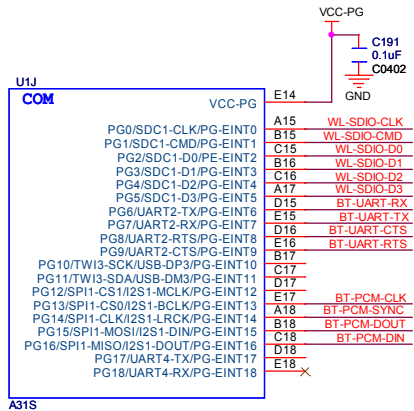 VCC-PG
C191
0.1uF
C0402
GND
U1J
COM
VCC-PG E14
PG0/SDC1-CLK/PG-EINT0 A15 WL-SDIO-CLK
PG1/SDC1-CMD/PG-EINT1 B15 WL-SDIO-CMD
PG2/SDC1-D0/PE-EINT2 C15 WL-SDIO-D0
PG3/SDC1-D1/PG-EINT3 B16 WL-SDIO-D1
PG4/SDC1-D2/PG-EINT4 C16 WL-SDIO-D2
PG5/SDC1-D3/PG-EINT5 A17 WL-SDIO-D3
PG6/UART2-TX/PG-EINT6 D15 BT-UART-RX
PG7/UART2-RX/PG-EINT7 E15 BT-UART-TX
PG8/UART2-RTS/PG-EINT8 D16 BT-UART-CTS
PG9/UART2-CTS/PG-EINT9 E16 BT-UART-RTS
PG10/TWI3-SCK/USB-DP3/PG-EINT10 B17
PG11/TWI3-SDA/USB-DM3/PG-EINT11 C17
PG12/SPI1-CS1/I2S1-MCLK/PG-EINT12 D17
PG13/SPI1-CS0/I2S1-BCLK/PG-EINT13 E17 BT-PCM-CLK
PG14/SPI1-CLK/I2S1-LRCK/PG-EINT14 A18 BT-PCM-SYNC
PG15/SPI1-MOSI/I2S1-DIN/PG-EINT15 B18 BT-PCM-DOUT
PG16/SPI1-MISO/I2S1-DOUT/PG-EINT16 C18 BT-PCM-DIN
PG17/UART4-TX/PG-EINT17 D18
PG18/UART4-RX/PG-EINT18 E18
A31S